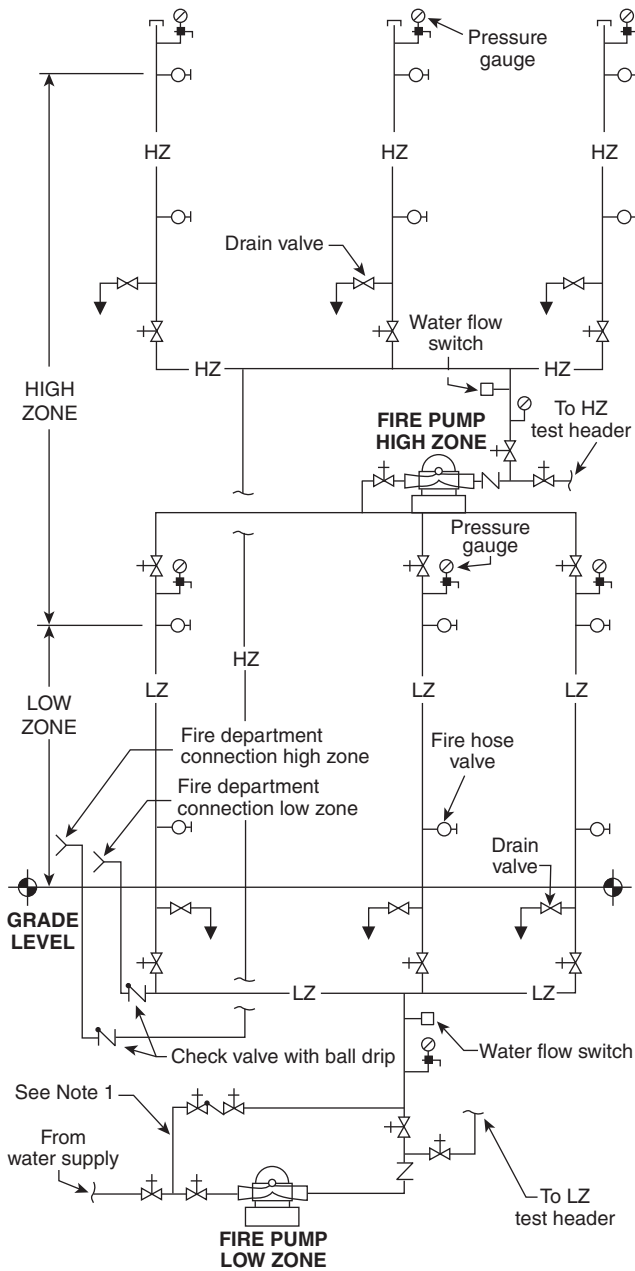 Pressure
gauge
HZ
HZ
HZ
Drain valve
Water flow
switch
HZ
HZ
HIGH
ZONE
FIRE PUMP
HIGH ZONE
To HZ
test header
Pressure
gauge
HZ
LZ
LZ
LZ
LOW
ZONE
Fire department
connection high zone
Fire hose
valve
Fire department
connection low zone
Drain
valve
GRADE
LEVEL
LZ
LZ
Check valve with ball drip
Water flow switch
See Note 1
From
water supply
To LZ
test header
FIRE PUMP
LOW ZONE